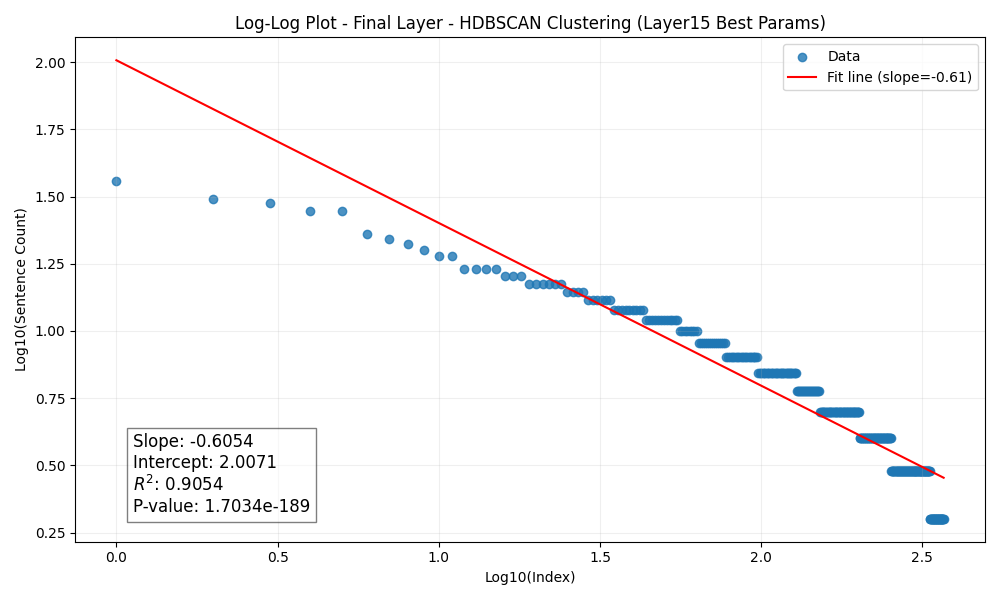 Log-Log Plot - Final Layer - HDBSCAN Clustering (Layer15 Best Params)
Data
Fit line (slope=-0.61)
Log10(Sentence Count)
2.00
1.75
1.50
1.25
1.00
0.75
0.50
0.25
Slope: -0.6054
Intercept: 2.0071
R²: 0.9054
P-value: 1.7034e-189
0.0 0.5 1.0 1.5 2.0 2.5
Log10(Index)